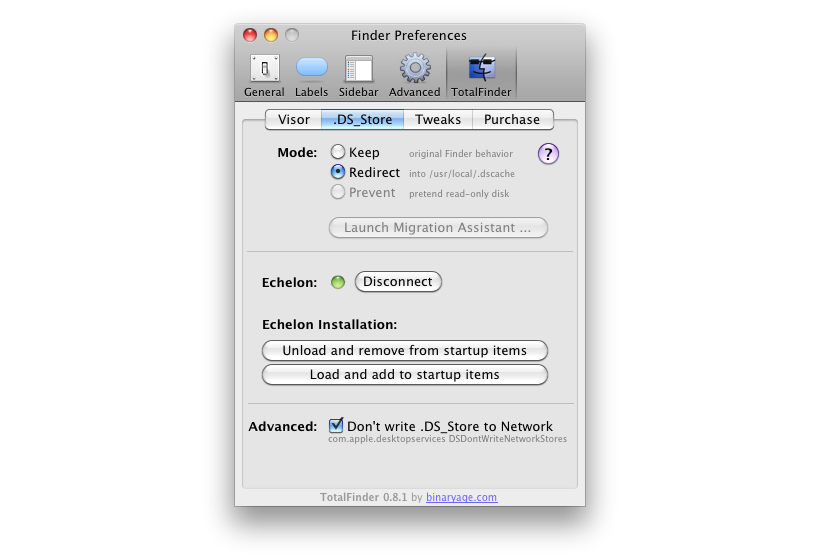 Finder Preferences
General Labels Sidebar Advanced TotalFinder
Visor .DS_Store Tweaks Purchase
Mode: Keep original Finder behavior ?
Redirect into /usr/local/.dscache
Prevent pretend read-only disk
Launch Migration Assistant ...
Echelon: Disconnect
Echelon Installation:
Unload and remove from startup items
Load and add to startup items
Advanced: Don't write .DS_Store to Network
com.apple.desktopservices DSDontWriteNetworkStores
TotalFinder 0.8.1 by binaryage.com